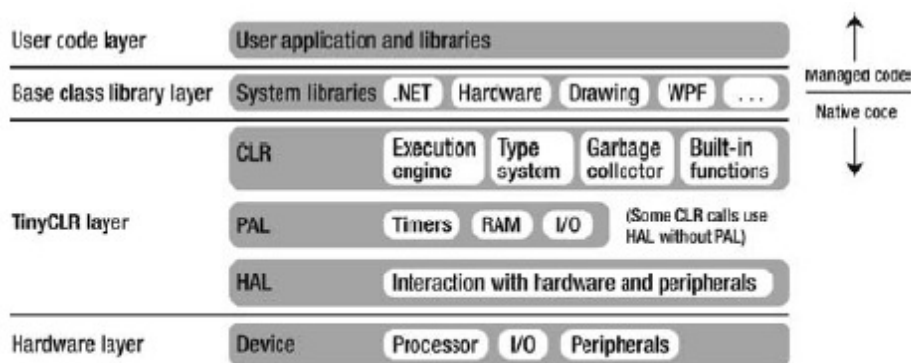 User code layer User application and libraries
Managed codes
Base class library layer System libraries .NET Hardware Drawing WPF ...
Native coce
CLR Execution engine Type system Garbage collector Built-in functions
TinyCLR layer PAL Timers RAM I/O (Some CLR calls use HAL without PAL)
HAL Interaction with hardware and peripherals
Hardware layer Device Processor I/O Peripherals